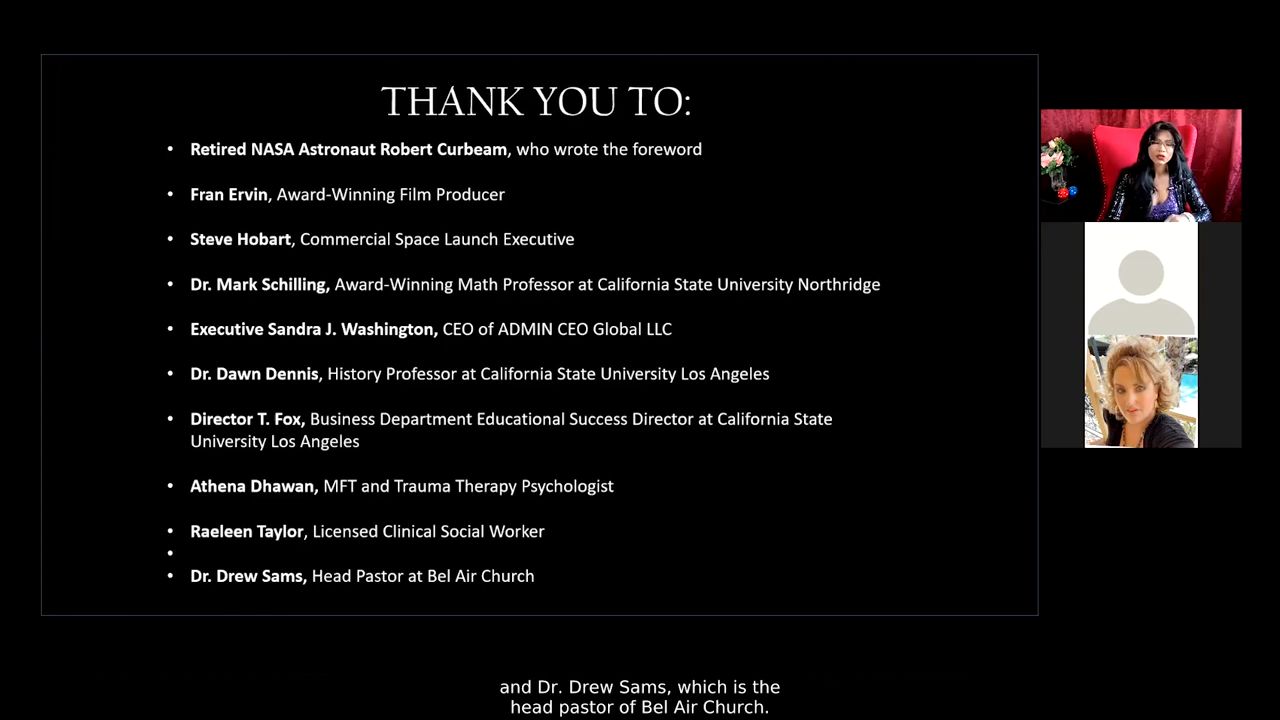 THANK YOU TO:
• Retired NASA Astronaut Robert Curbeam, who wrote the foreword
• Fran Ervin, Award-Winning Film Producer
• Steve Hobart, Commercial Space Launch Executive
• Dr. Mark Schilling, Award-Winning Math Professor at California State University Northridge
• Executive Sandra J. Washington, CEO of ADMIN CEO Global LLC
• Dr. Dawn Dennis, History Professor at California State University Los Angeles
• Director T. Fox, Business Department Educational Success Director at California State
University Los Angeles
• Athena Dhawan, MFT and Trauma Therapy Psychologist
• Raeleen Taylor, Licensed Clinical Social Worker
•
• Dr. Drew Sams, Head Pastor at Bel Air Church
and Dr. Drew Sams, which is the
head pastor of Bel Air Church.